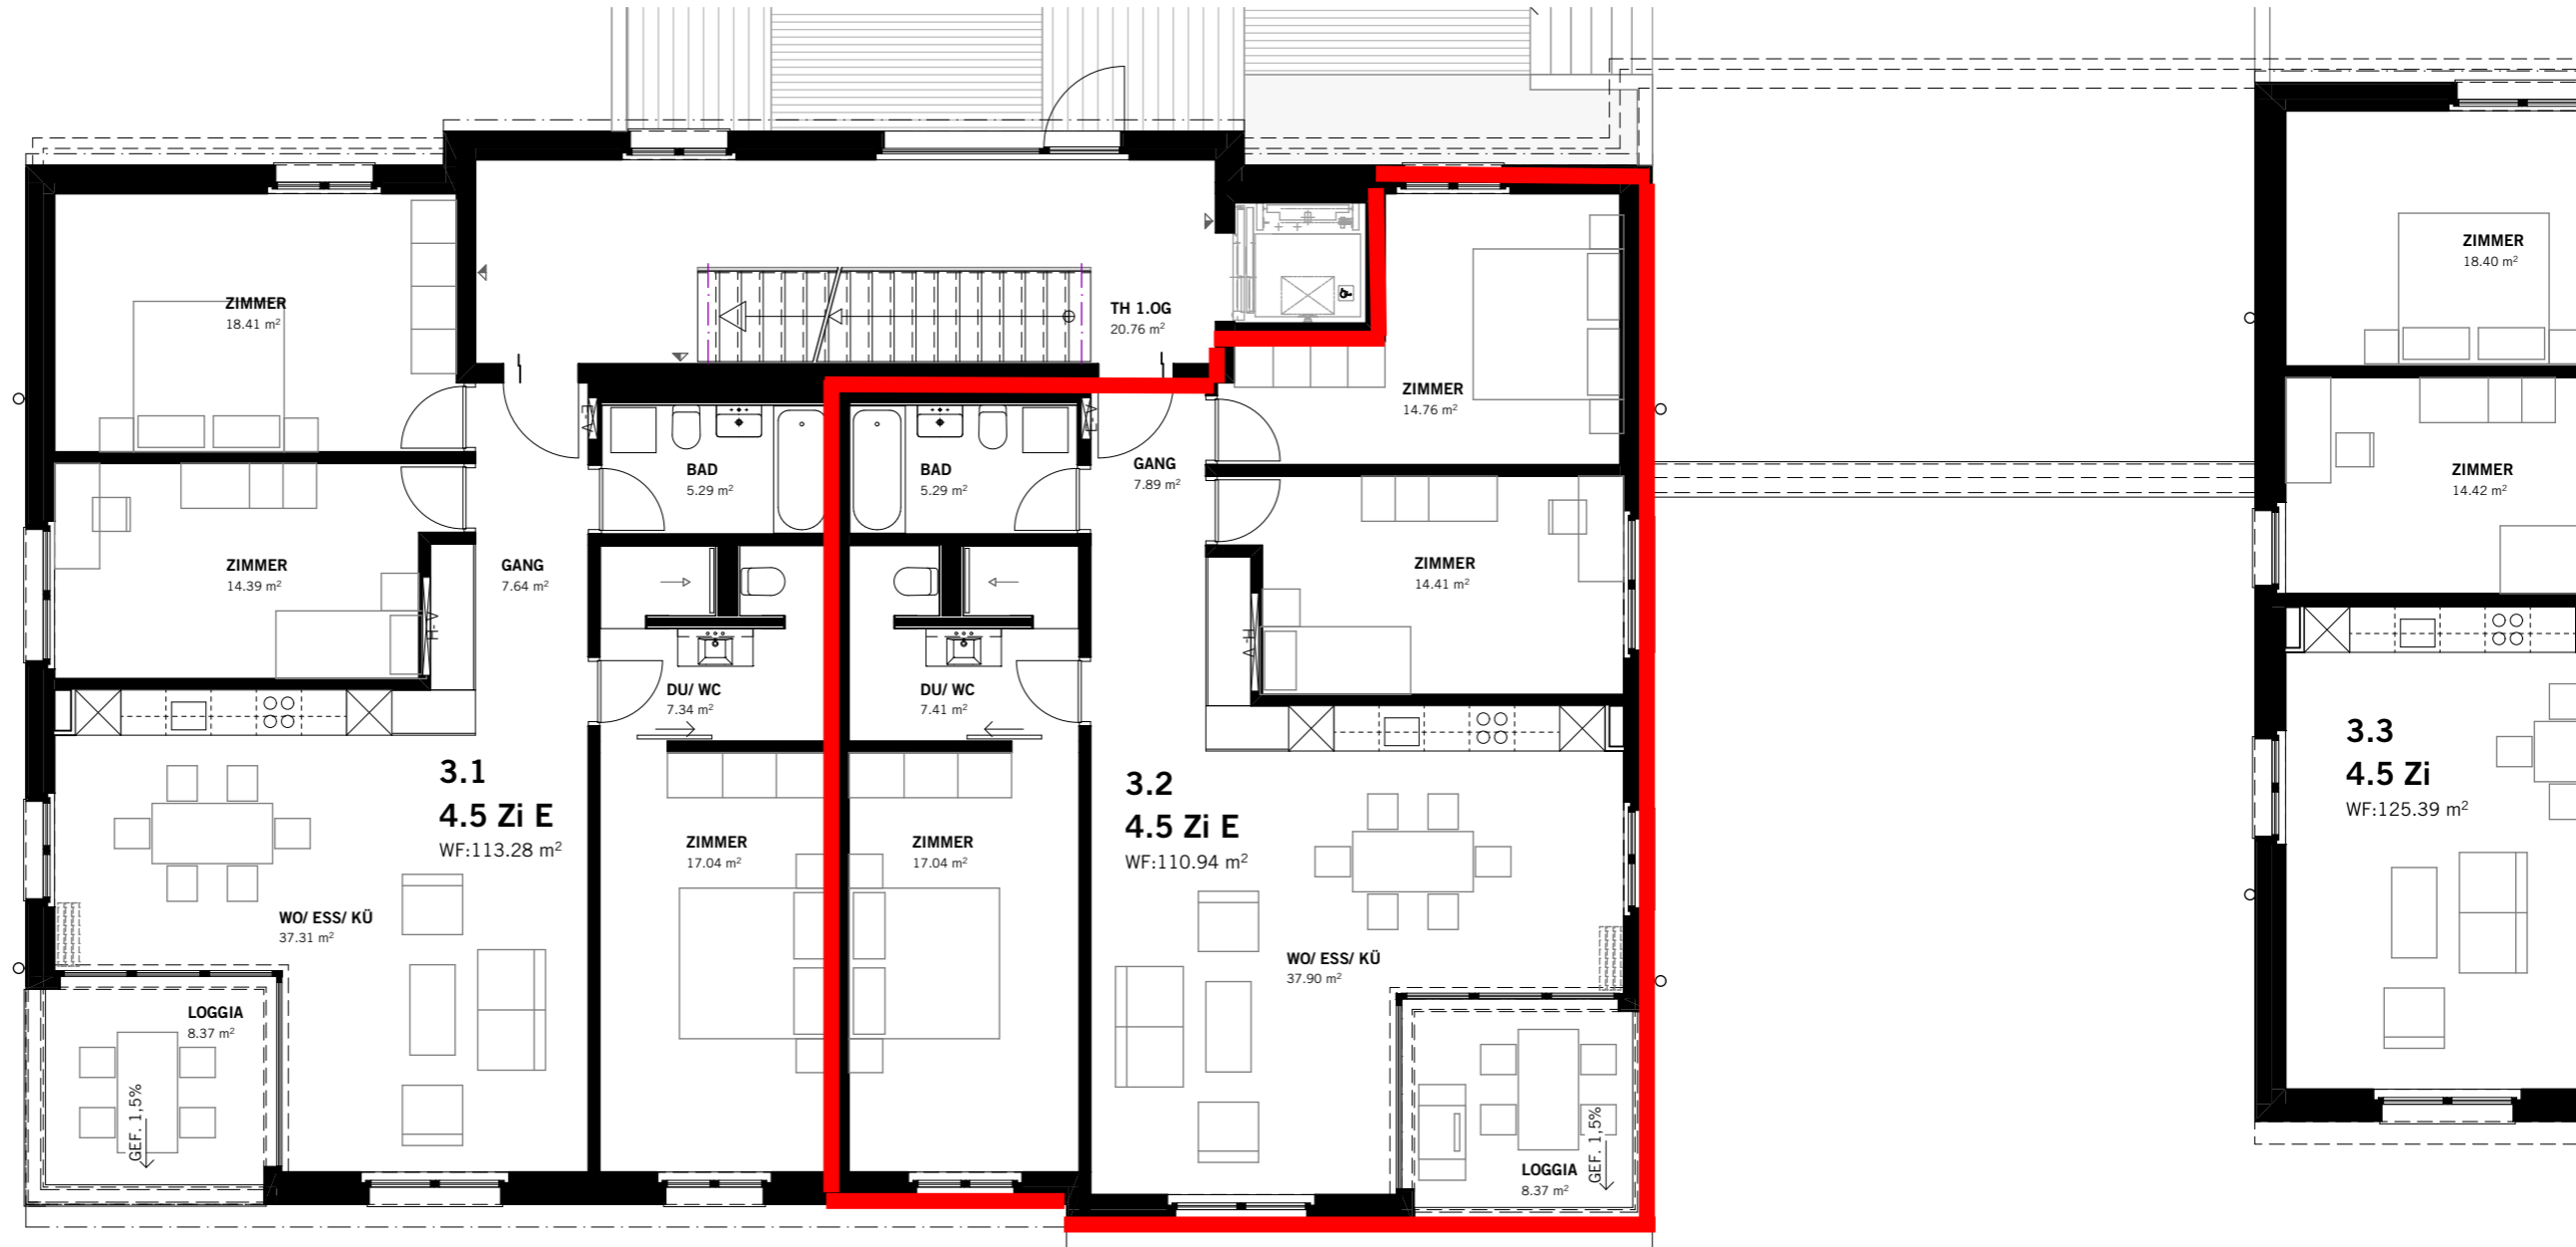 ZIMMER
18.41 m²
TH 1.OG
20.76 m²
ZIMMER
14.76 m²
ZIMMER
18.40 m²
A-E
BAD
5.29 m²
BAD
5.29 m²
A-E
GANG
7.89 m²
ZIMMER
14.42 m²
ZIMMER
14.39 m²
GANG
7.64 m²
ZIMMER
14.41 m²
H-V
H-V
DU/ WC
7.34 m²
DU/ WC
7.41 m²
3.1
4.5 Zi E
WF:113.28 m²
3.2
4.5 Zi E
WF:110.94 m²
3.3
4.5 Zi
WF:125.39 m²
ZIMMER
17.04 m²
ZIMMER
17.04 m²
WO/ ESS/ KÜ
37.31 m²
WO/ ESS/ KÜ
37.90 m²
LOGGIA
8.37 m²
GEF. 1,5%
LOGGIA
8.37 m²
GEF. 1,5%